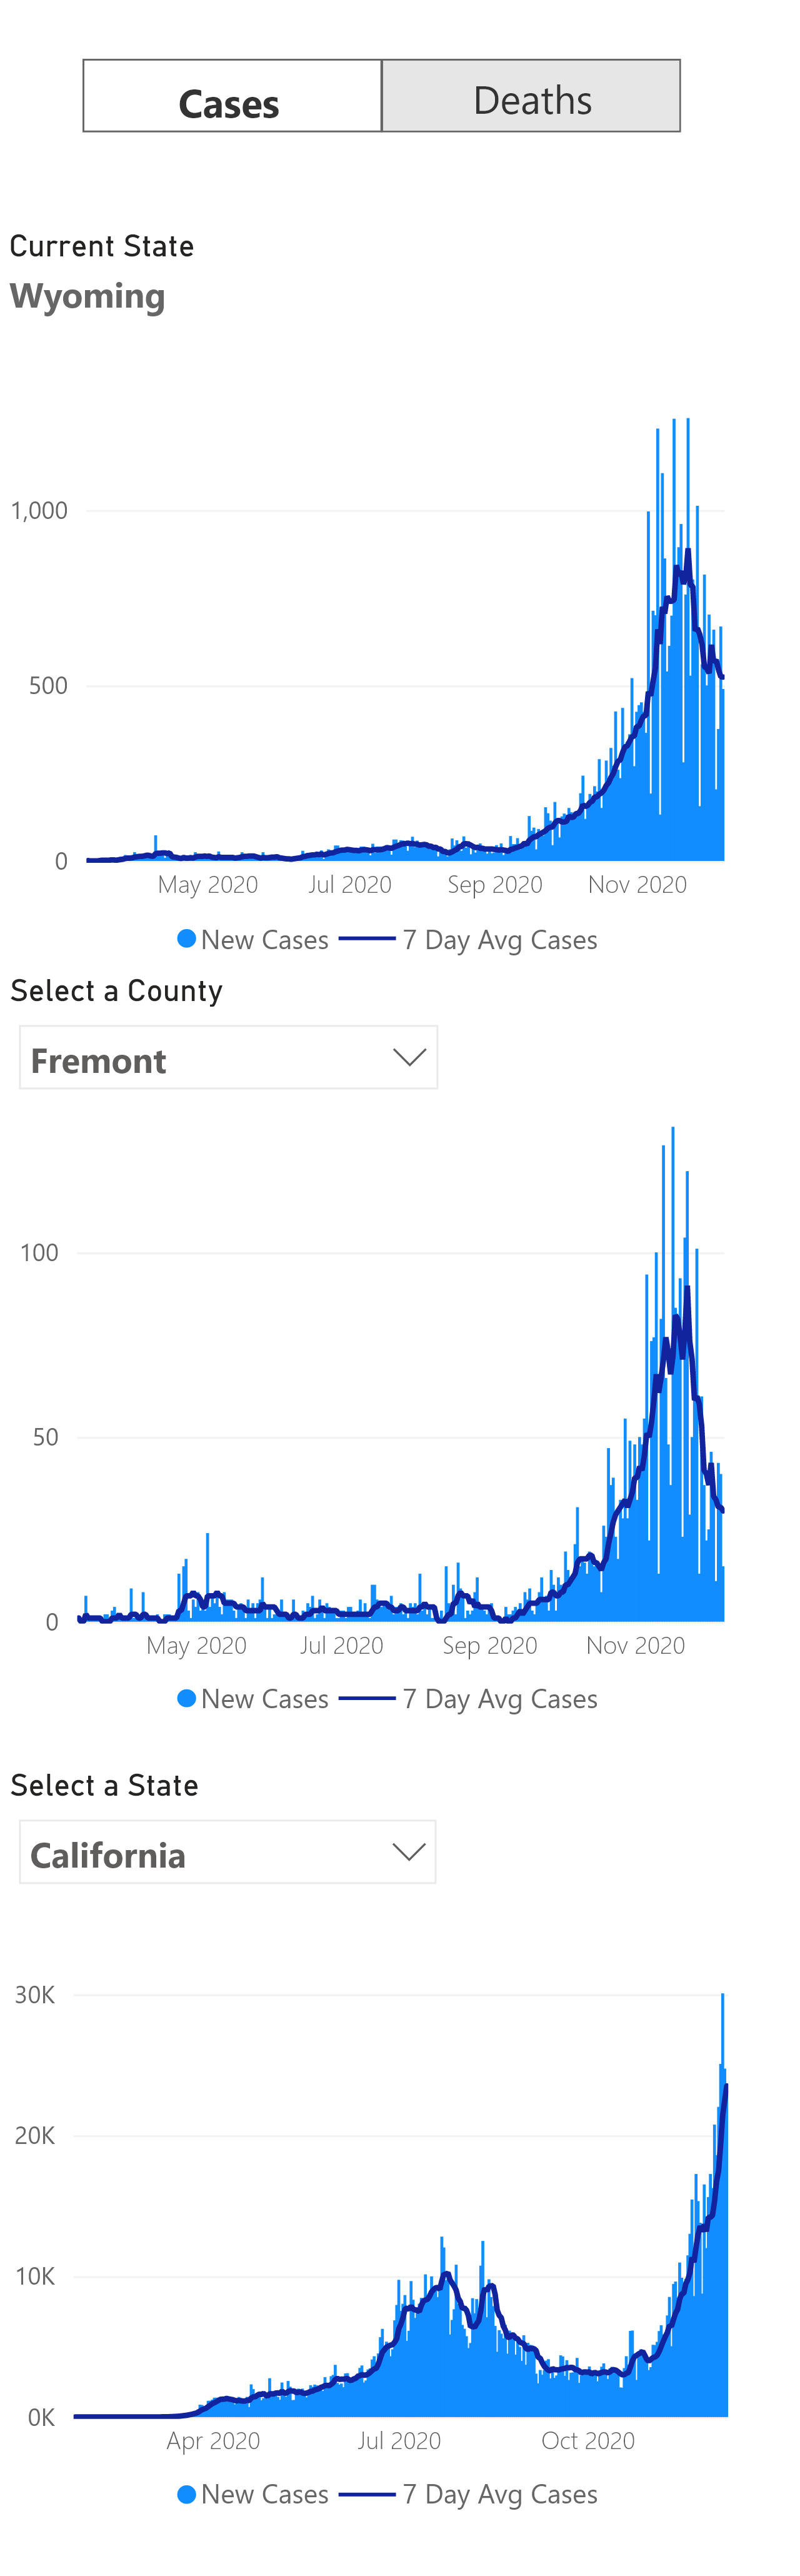 Cases Deaths
Current State
Wyoming
1,000
500
0
May 2020 Jul 2020 Sep 2020 Nov 2020
New Cases 7 Day Avg Cases
Select a County
Fremont
100
50
0
May 2020 Jul 2020 Sep 2020 Nov 2020
New Cases 7 Day Avg Cases
Select a State
California
30K
20K
10K
0K
Apr 2020 Jul 2020 Oct 2020
New Cases 7 Day Avg Cases